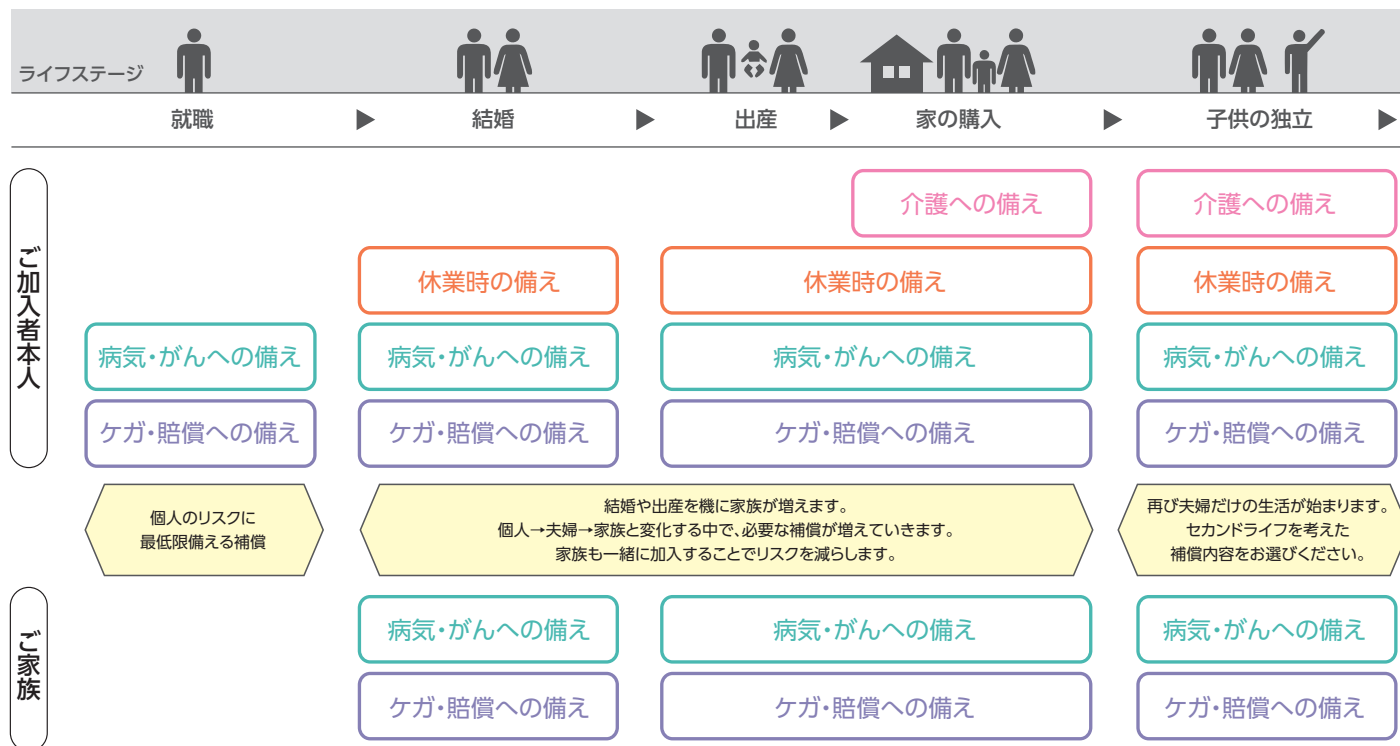 ライフステージ
就職 ▶ 結婚 ▶ 出産 ▶ 家の購入 ▶ 子供の独立 ▶
ご加入者本人
介護への備え 介護への備え
休業時の備え 休業時の備え 休業時の備え
病気・がんへの備え 病気・がんへの備え 病気・がんへの備え 病気・がんへの備え
ケガ・賠償への備え ケガ・賠償への備え ケガ・賠償への備え ケガ・賠償への備え
個人のリスクに
最低限備える補償
結婚や出産を機に家族が増えます。
個人→夫婦→家族と変化する中で、必要な補償が増えていきます。
家族も一緒に加入することでリスクを減らします。
再び夫婦だけの生活が始まります。
セカンドライフを考えた
補償内容をお選びください。
ご家族
病気・がんへの備え 病気・がんへの備え 病気・がんへの備え
ケガ・賠償への備え ケガ・賠償への備え ケガ・賠償への備え